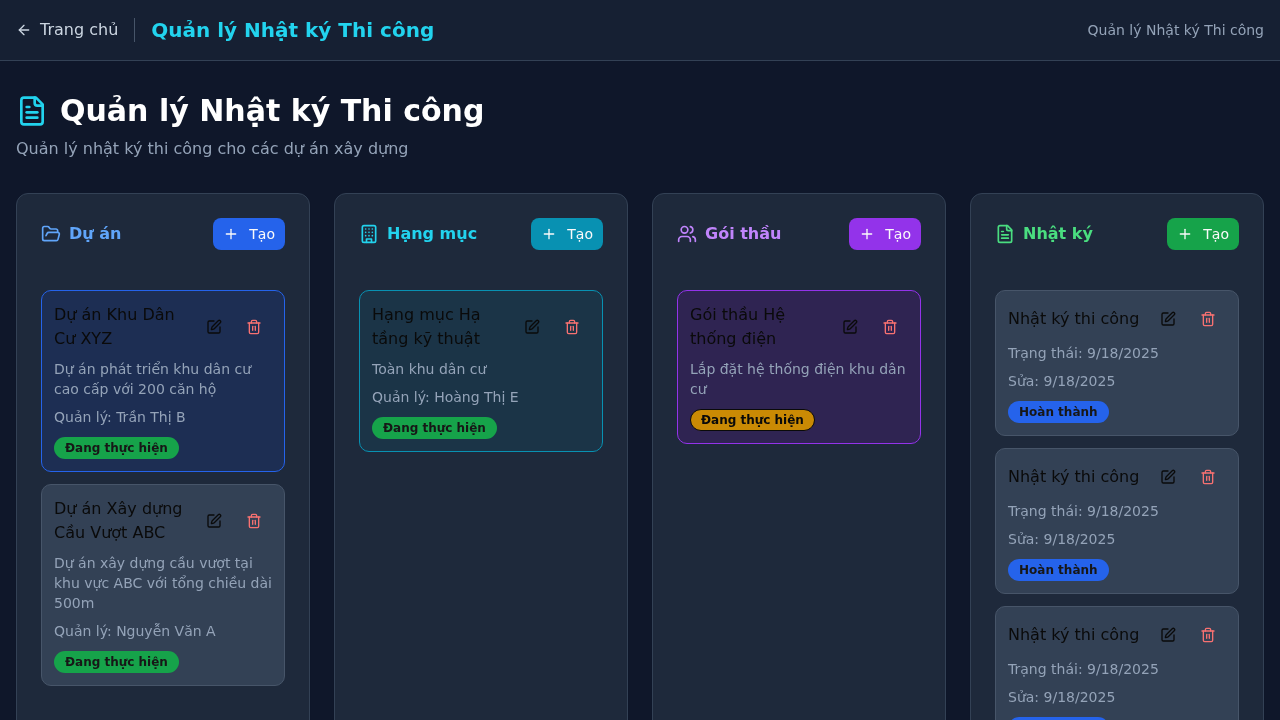 Trang chủ
Quản lý Nhật ký Thi công
Quản lý Nhật ký Thi công
Quản lý Nhật ký Thi công
Quản lý nhật ký thi công cho các dự án xây dựng
Dự án
Tạo
Dự án Khu Dân
Cư XYZ
Dự án phát triển khu dân cư
cao cấp với 200 căn hộ
Quản lý: Trần Thị B
Đang thực hiện
Dự án Xây dựng
Cầu Vượt ABC
Dự án xây dựng cầu vượt tại
khu vực ABC với tổng chiều dài
500m
Quản lý: Nguyễn Văn A
Đang thực hiện
Hạng mục
Tạo
Hạng mục Hạ
tầng kỹ thuật
Toàn khu dân cư
Quản lý: Hoàng Thị E
Đang thực hiện
Gói thầu
Tạo
Gói thầu Hệ
thống điện
Lắp đặt hệ thống điện khu dân
cư
Đang thực hiện
Nhật ký
Tạo
Nhật ký thi công
Trạng thái: 9/18/2025
Sửa: 9/18/2025
Hoàn thành
Nhật ký thi công
Trạng thái: 9/18/2025
Sửa: 9/18/2025
Hoàn thành
Nhật ký thi công
Trạng thái: 9/18/2025
Sửa: 9/18/2025